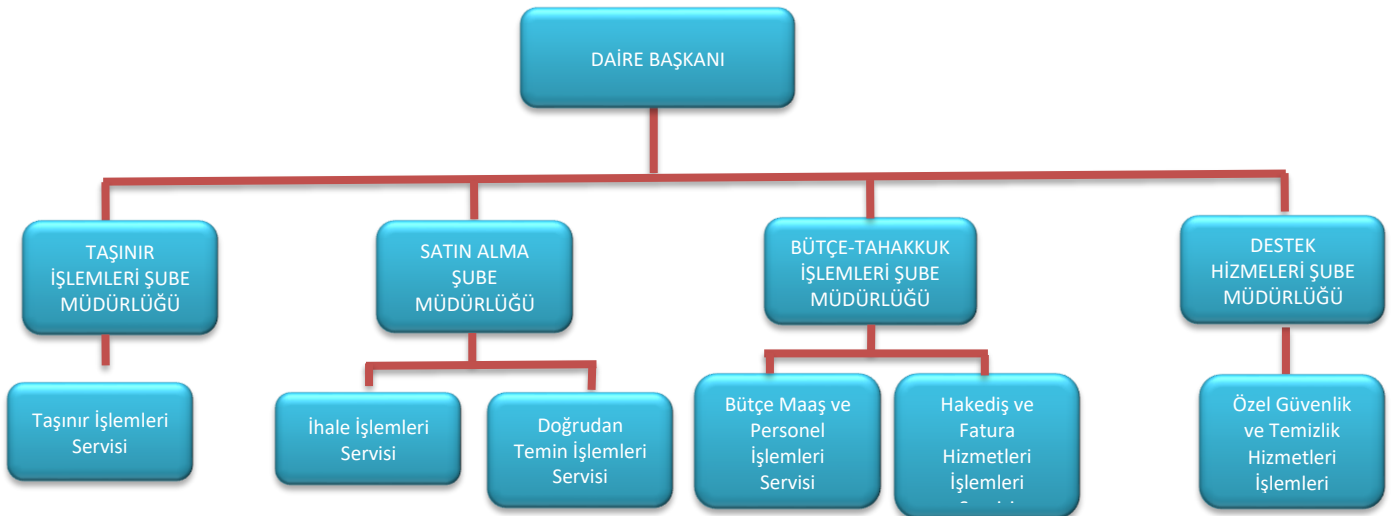 DAİRE BAŞKANI
TAŞINIR
İŞLEMLERİ ŞUBE
MÜDÜRLÜĞÜ
SATIN ALMA
ŞUBE
MÜDÜRLÜĞÜ
BÜTÇE-TAHAKKUK
İŞLEMLERİ ŞUBE
MÜDÜRLÜĞÜ
DESTEK
HİZMELERİ ŞUBE
MÜDÜRLÜĞÜ
Taşınır İşlemleri
Servisi
İhale İşlemleri
Servisi
Doğrudan
Temin İşlemleri
Servisi
Bütçe Maaş ve
Personel
İşlemleri
Servisi
Hakediş ve
Fatura
Hizmetleri
İşlemleri
Özel Güvenlik
ve Temizlik
Hizmetleri
İşlemleri